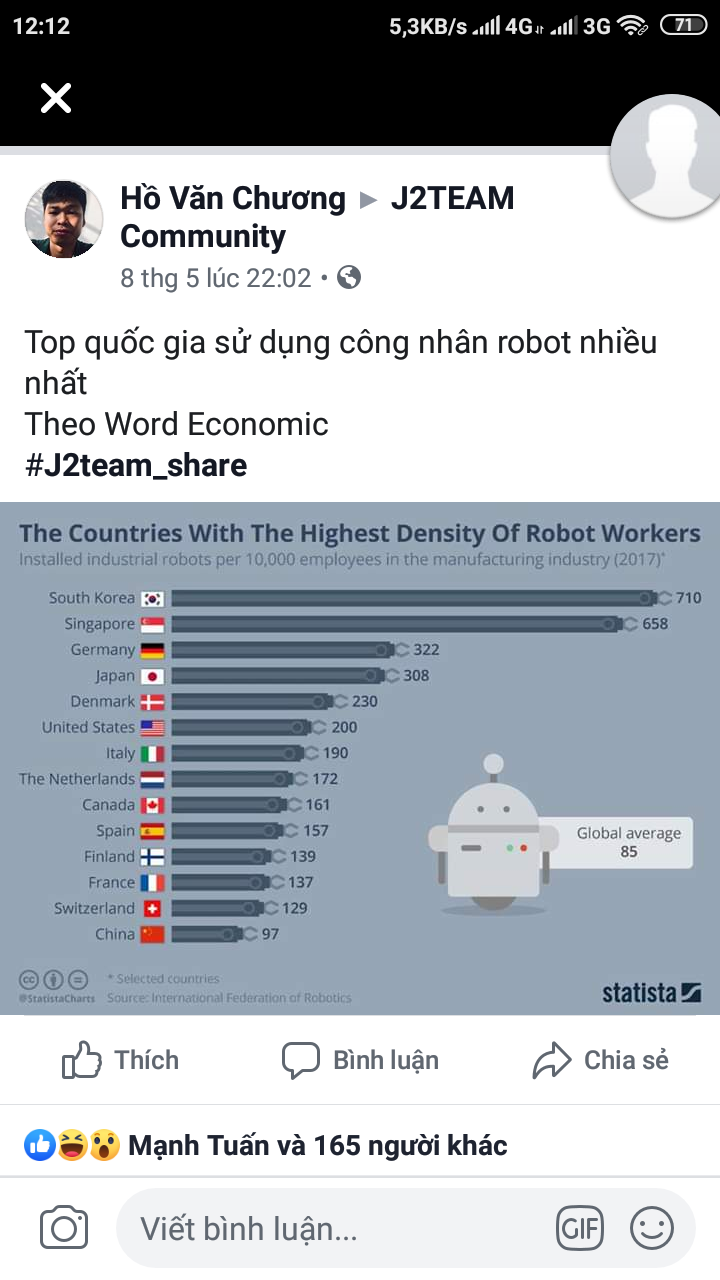 12:12
5,3KB/s 4G 3G 71
Hồ Văn Chương ▶ J2TEAM
Community
8 thg 5 lúc 22:02 •
Top quốc gia sử dụng công nhân robot nhiều
nhất
Theo Word Economic
#J2team_share
The Countries With The Highest Density Of Robot Workers
Installed industrial robots per 10,000 employees in the manufacturing industry (2017)*
South Korea 710
Singapore 658
Germany 322
Japan 308
Denmark 230
United States 200
Italy 190
The Netherlands 172
Canada 161
Spain 157
Finland 139
France 137
Switzerland 129
China 97
Global average
85
* Selected countries
@StatistaCharts Source: International Federation of Robotics
statista
Thích Bình luận Chia sẻ
Mạnh Tuấn và 165 người khác
Viết bình luận... GIF